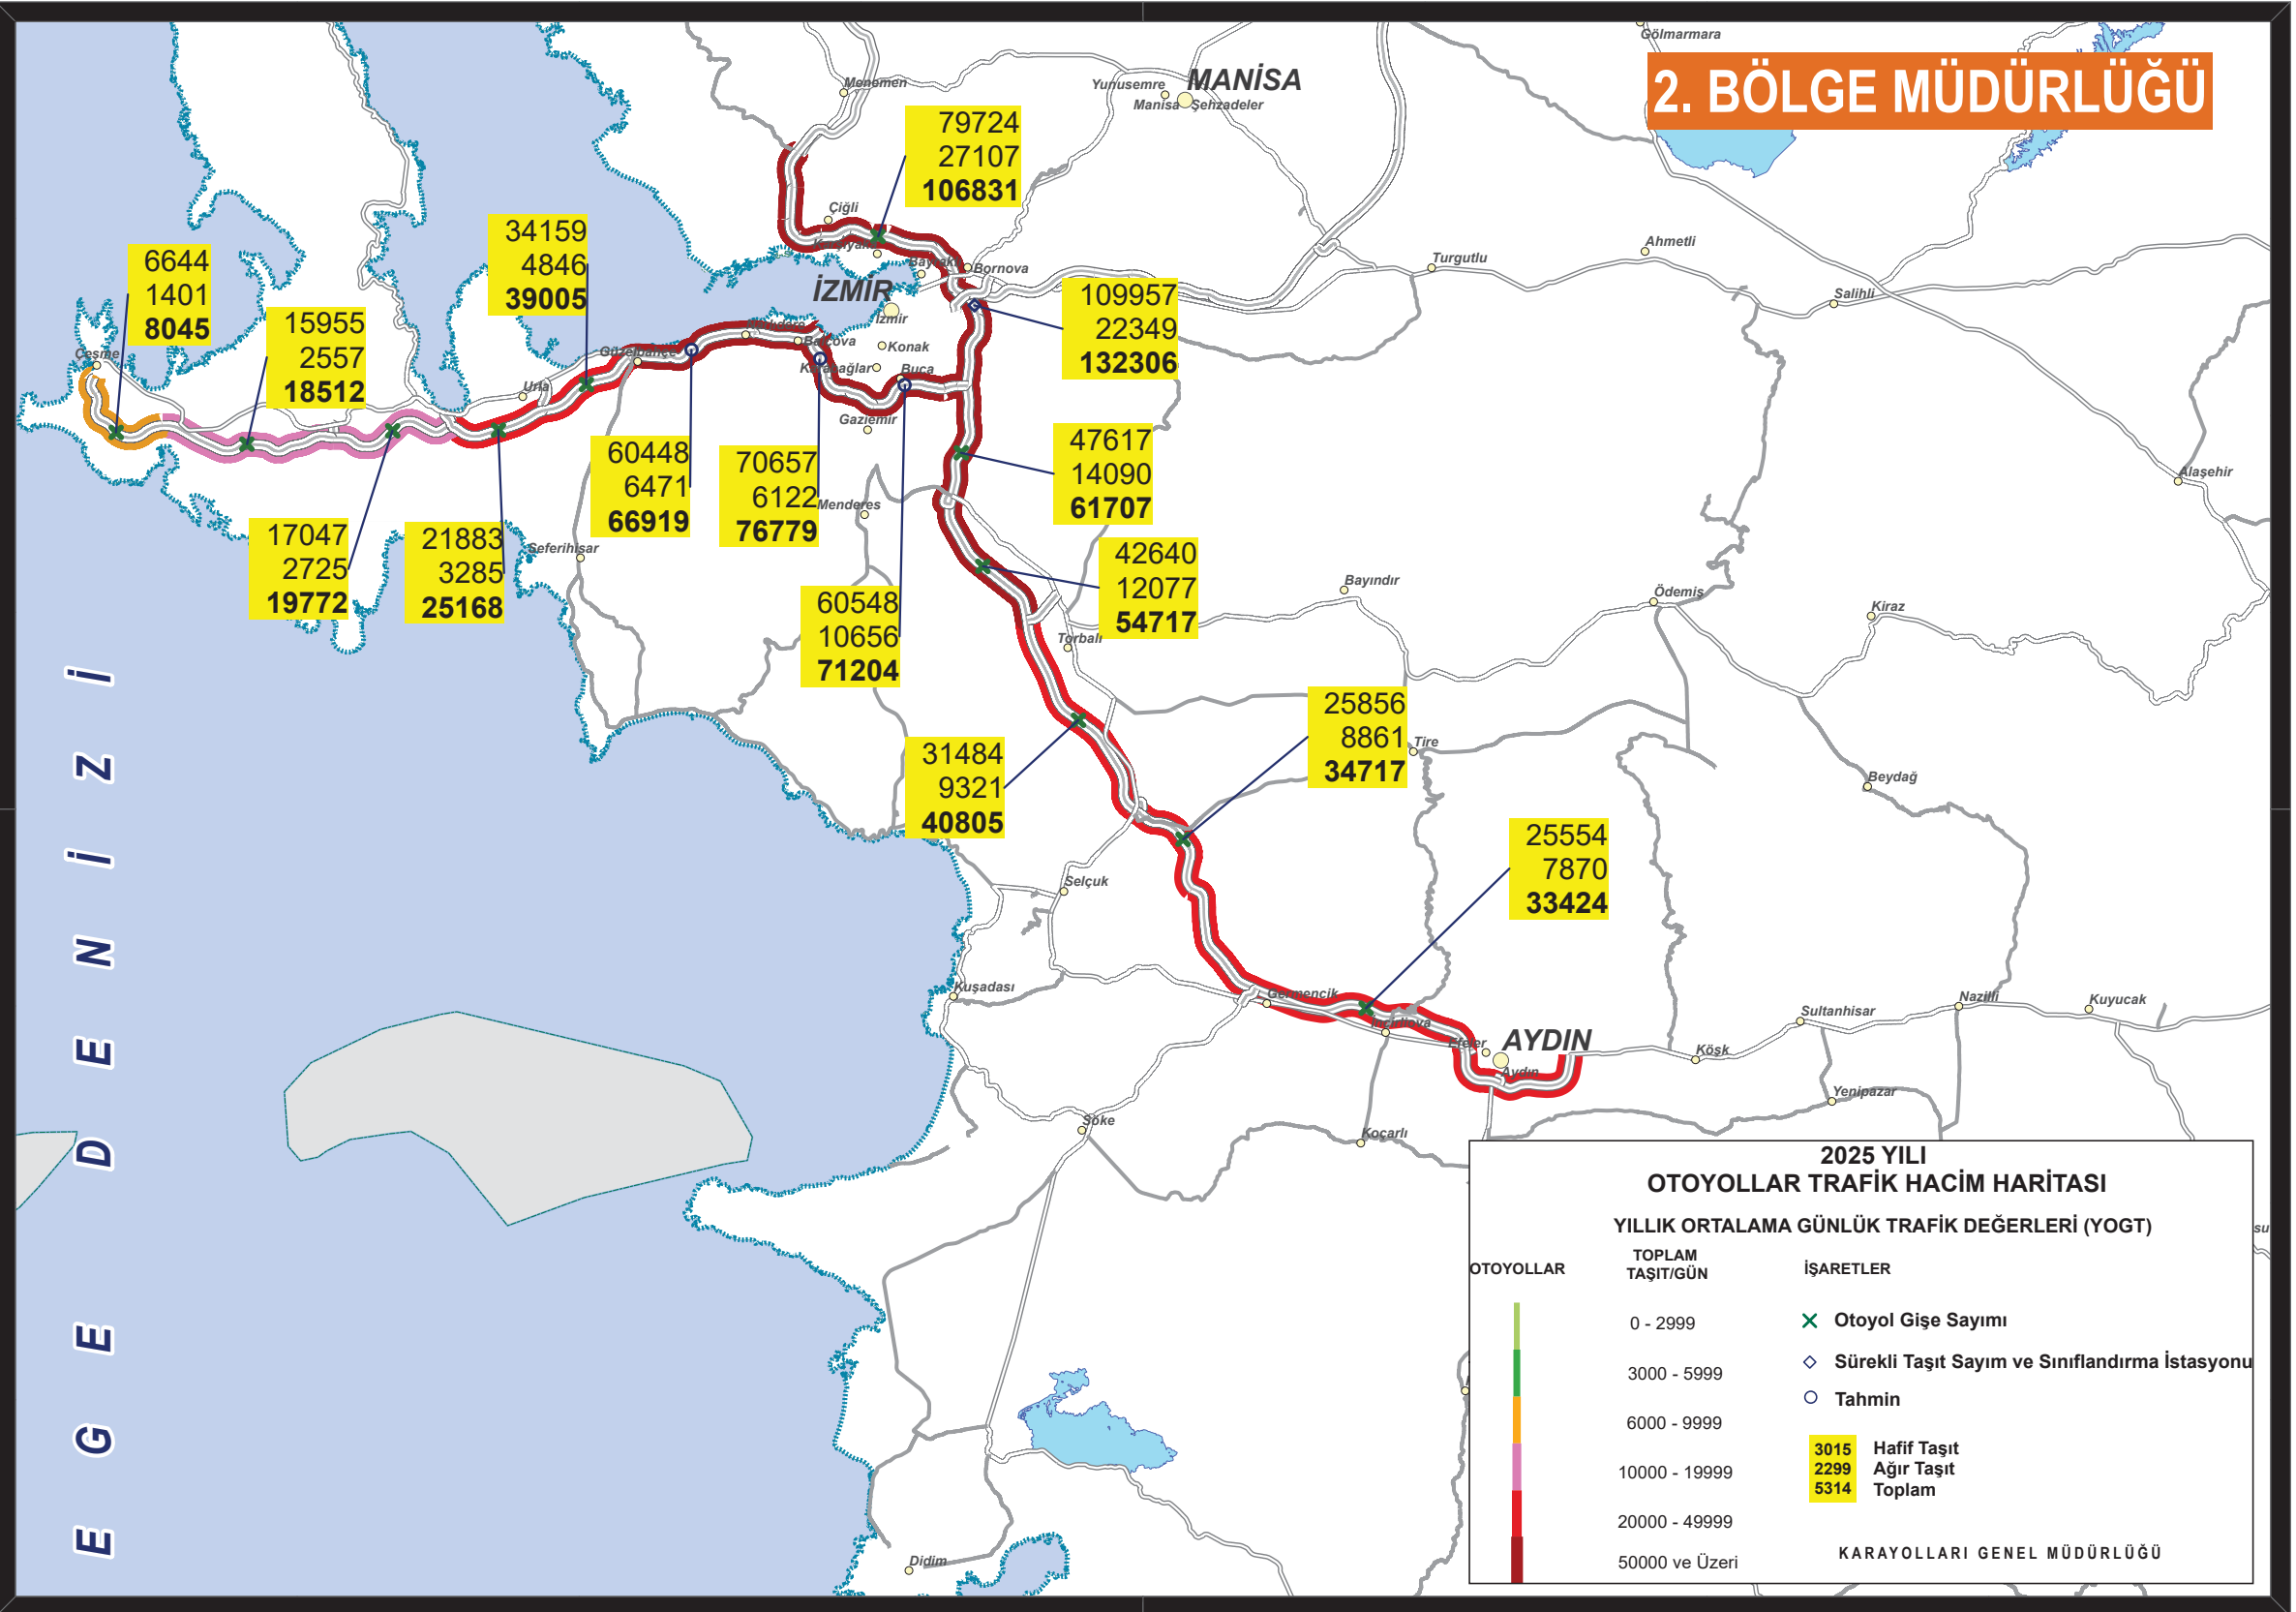 Gölmarmara
2. BÖLGE MÜDÜRLÜĞÜ
Menemen
Yunusemre
MANİSA
Manisa
Şehzadeler
79724
27107
106831
Çiğli
34159
4846
39005
6644
1401
8045
15955
2557
18512
Bornova
Turgutlu
Ahmetli
Salihli
İZMİR
İzmir
109957
22349
132306
Çeşme
Urla
Güzelbahçe
Balçova
Konak
Karabağlar
Buca
Gaziemir
60448
6471
66919
70657
6122
76779
47617
14090
61707
Alaşehir
Menderes
17047
2725
19772
21883
3285
25168
Seferihisar
42640
12077
54717
60548
10656
71204
Bayındır
Ödemiş
Kiraz
Torbalı
25856
8861
34717
31484
9321
40805
Tire
Beydağ
25554
7870
33424
Selçuk
Kuşadası
Germencik
İncirliova
Efeler
AYDIN
Aydın
Köşk
Sultanhisar
Nazilli
Kuyucak
Yenipazar
Söke
Koçarlı
Didim
EGE DENİZİ
2025 YILI
OTOYOLLAR TRAFİK HACİM HARİTASI
YILLIK ORTALAMA GÜNLÜK TRAFİK DEĞERLERİ (YOGT)
OTOYOLLAR
TOPLAM
TAŞIT/GÜN
İŞARETLER
0 - 2999
3000 - 5999
6000 - 9999
10000 - 19999
20000 - 49999
50000 ve Üzeri
Otoyol Gişe Sayımı
Sürekli Taşıt Sayım ve Sınıflandırma İstasyonu
Tahmin
3015 Hafif Taşıt
2299 Ağır Taşıt
5314 Toplam
KARAYOLLARI GENEL MÜDÜRLÜĞÜ